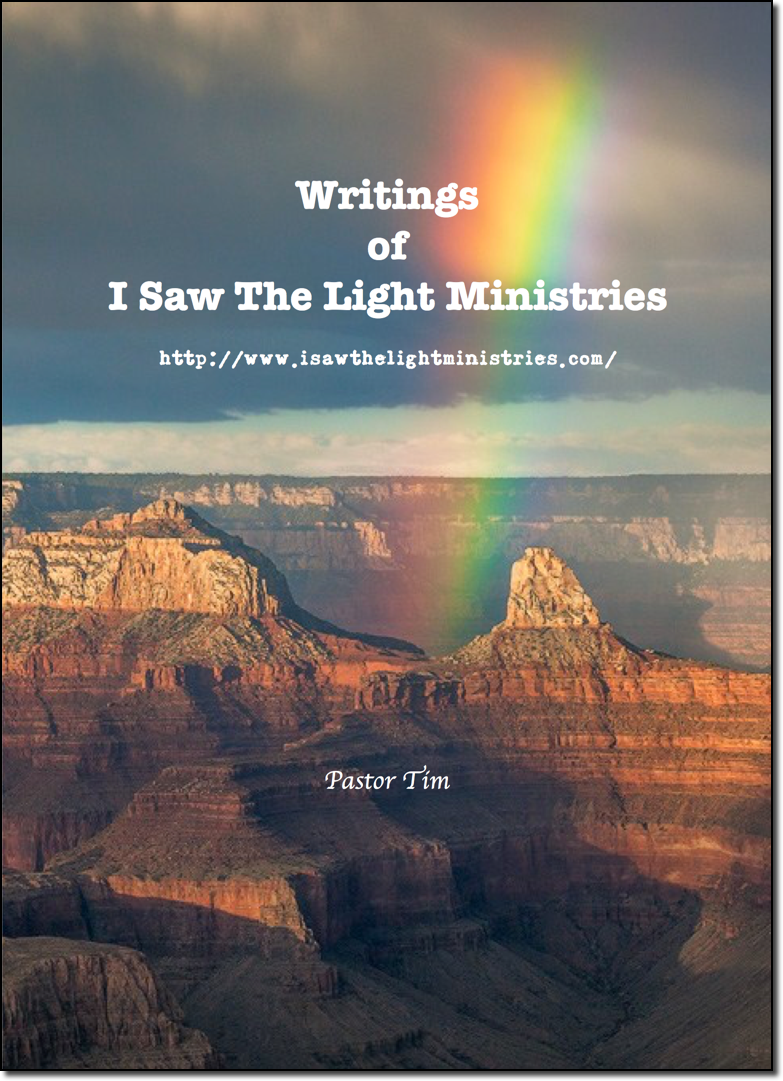 Writings
of
I Saw The Light Ministries
http://www.isawthelightministries.com/
Pastor Tim